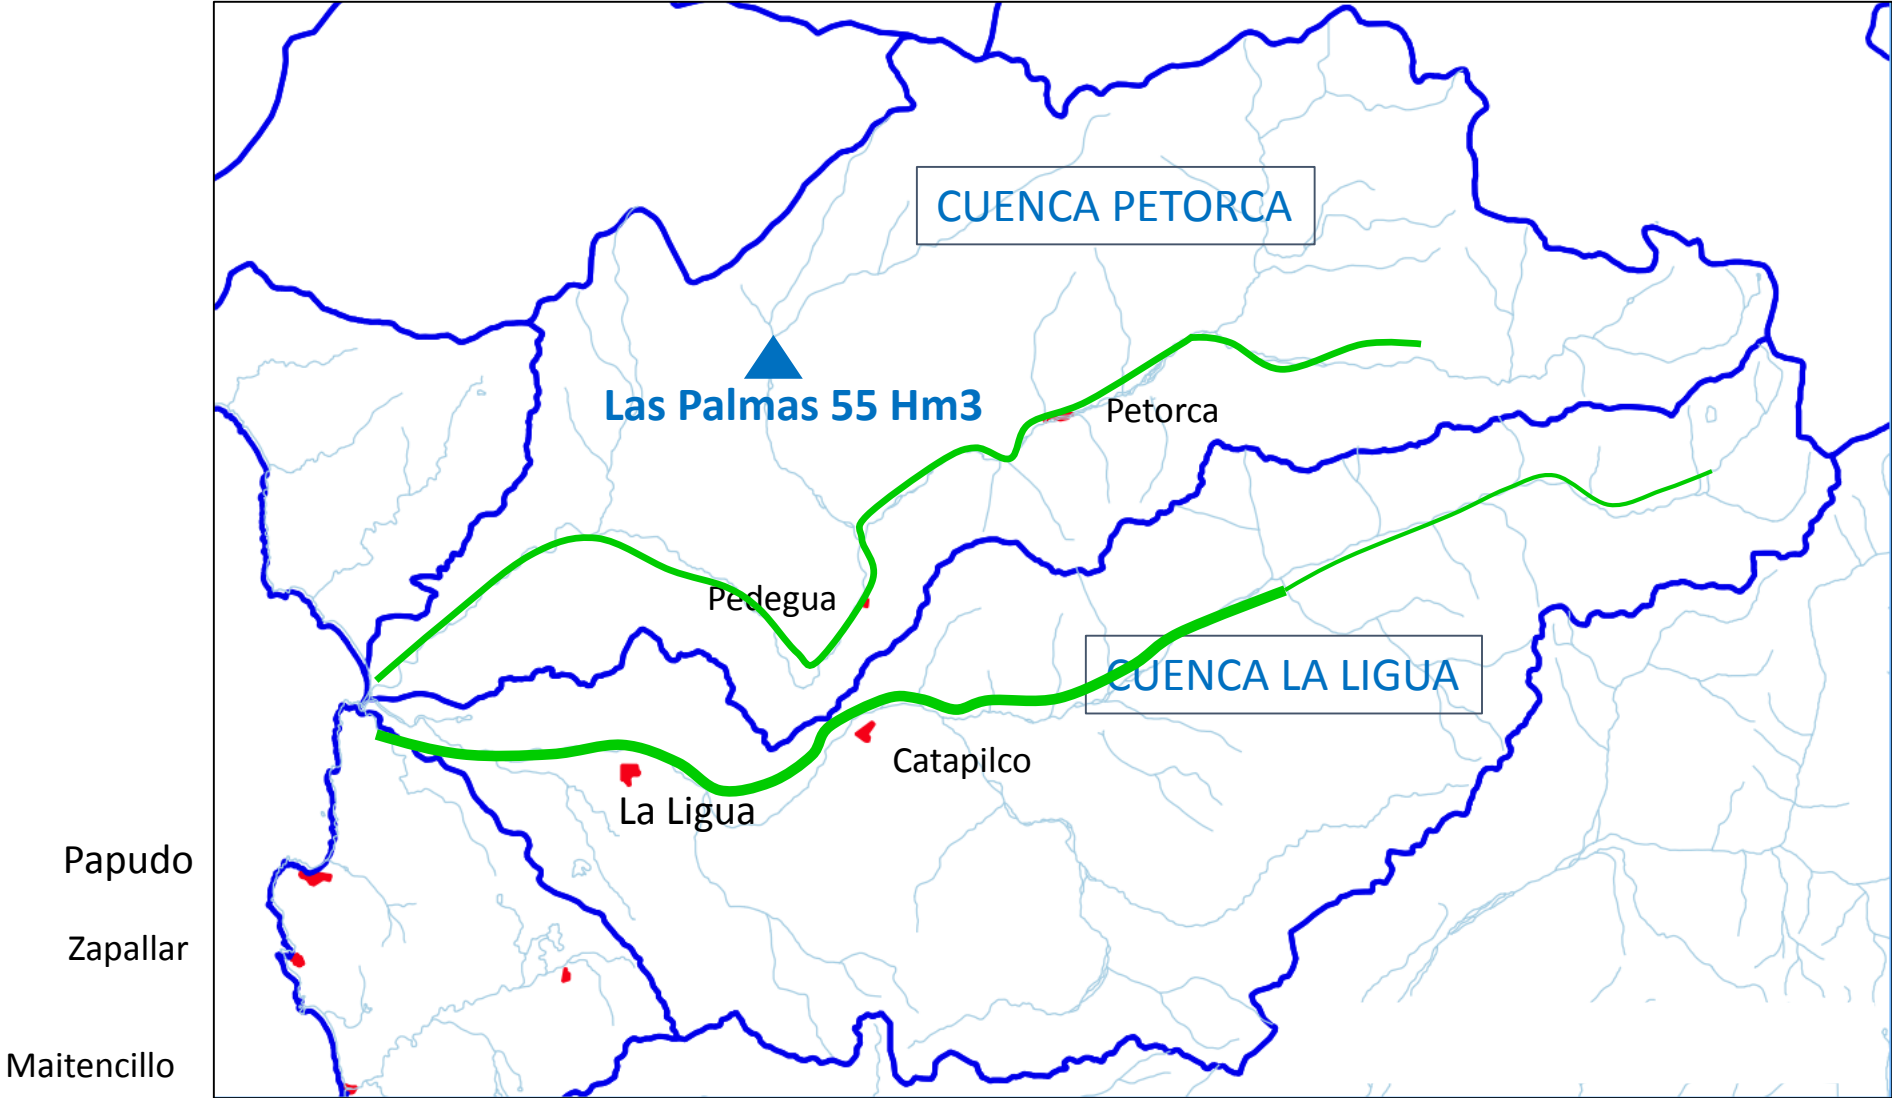 CUENCA PETORCA
Las Palmas 55 Hm3
Petorca
Pedegua
CUENCA LA LIGUA
Catapilco
La Ligua
Papudo
Zapallar
Maitencillo